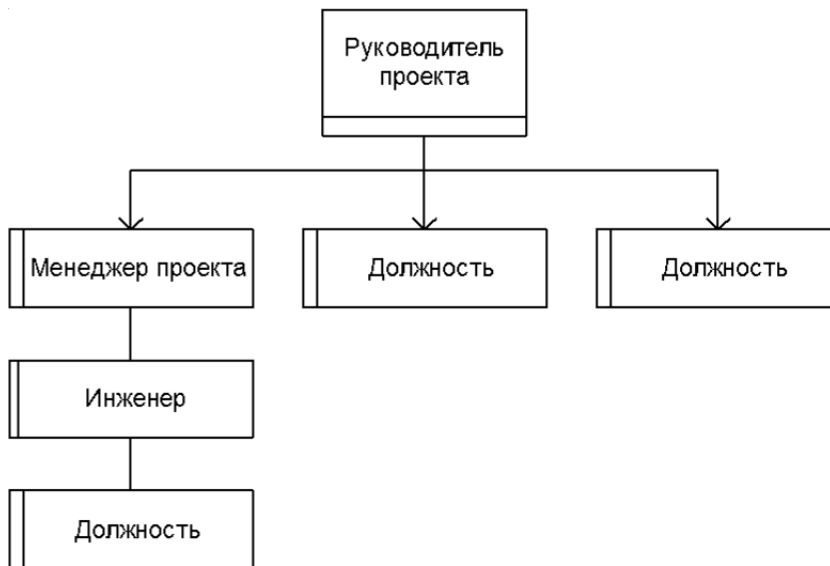 Руководитель
проекта
Менеджер проекта
Должность
Должность
Инженер
Должность